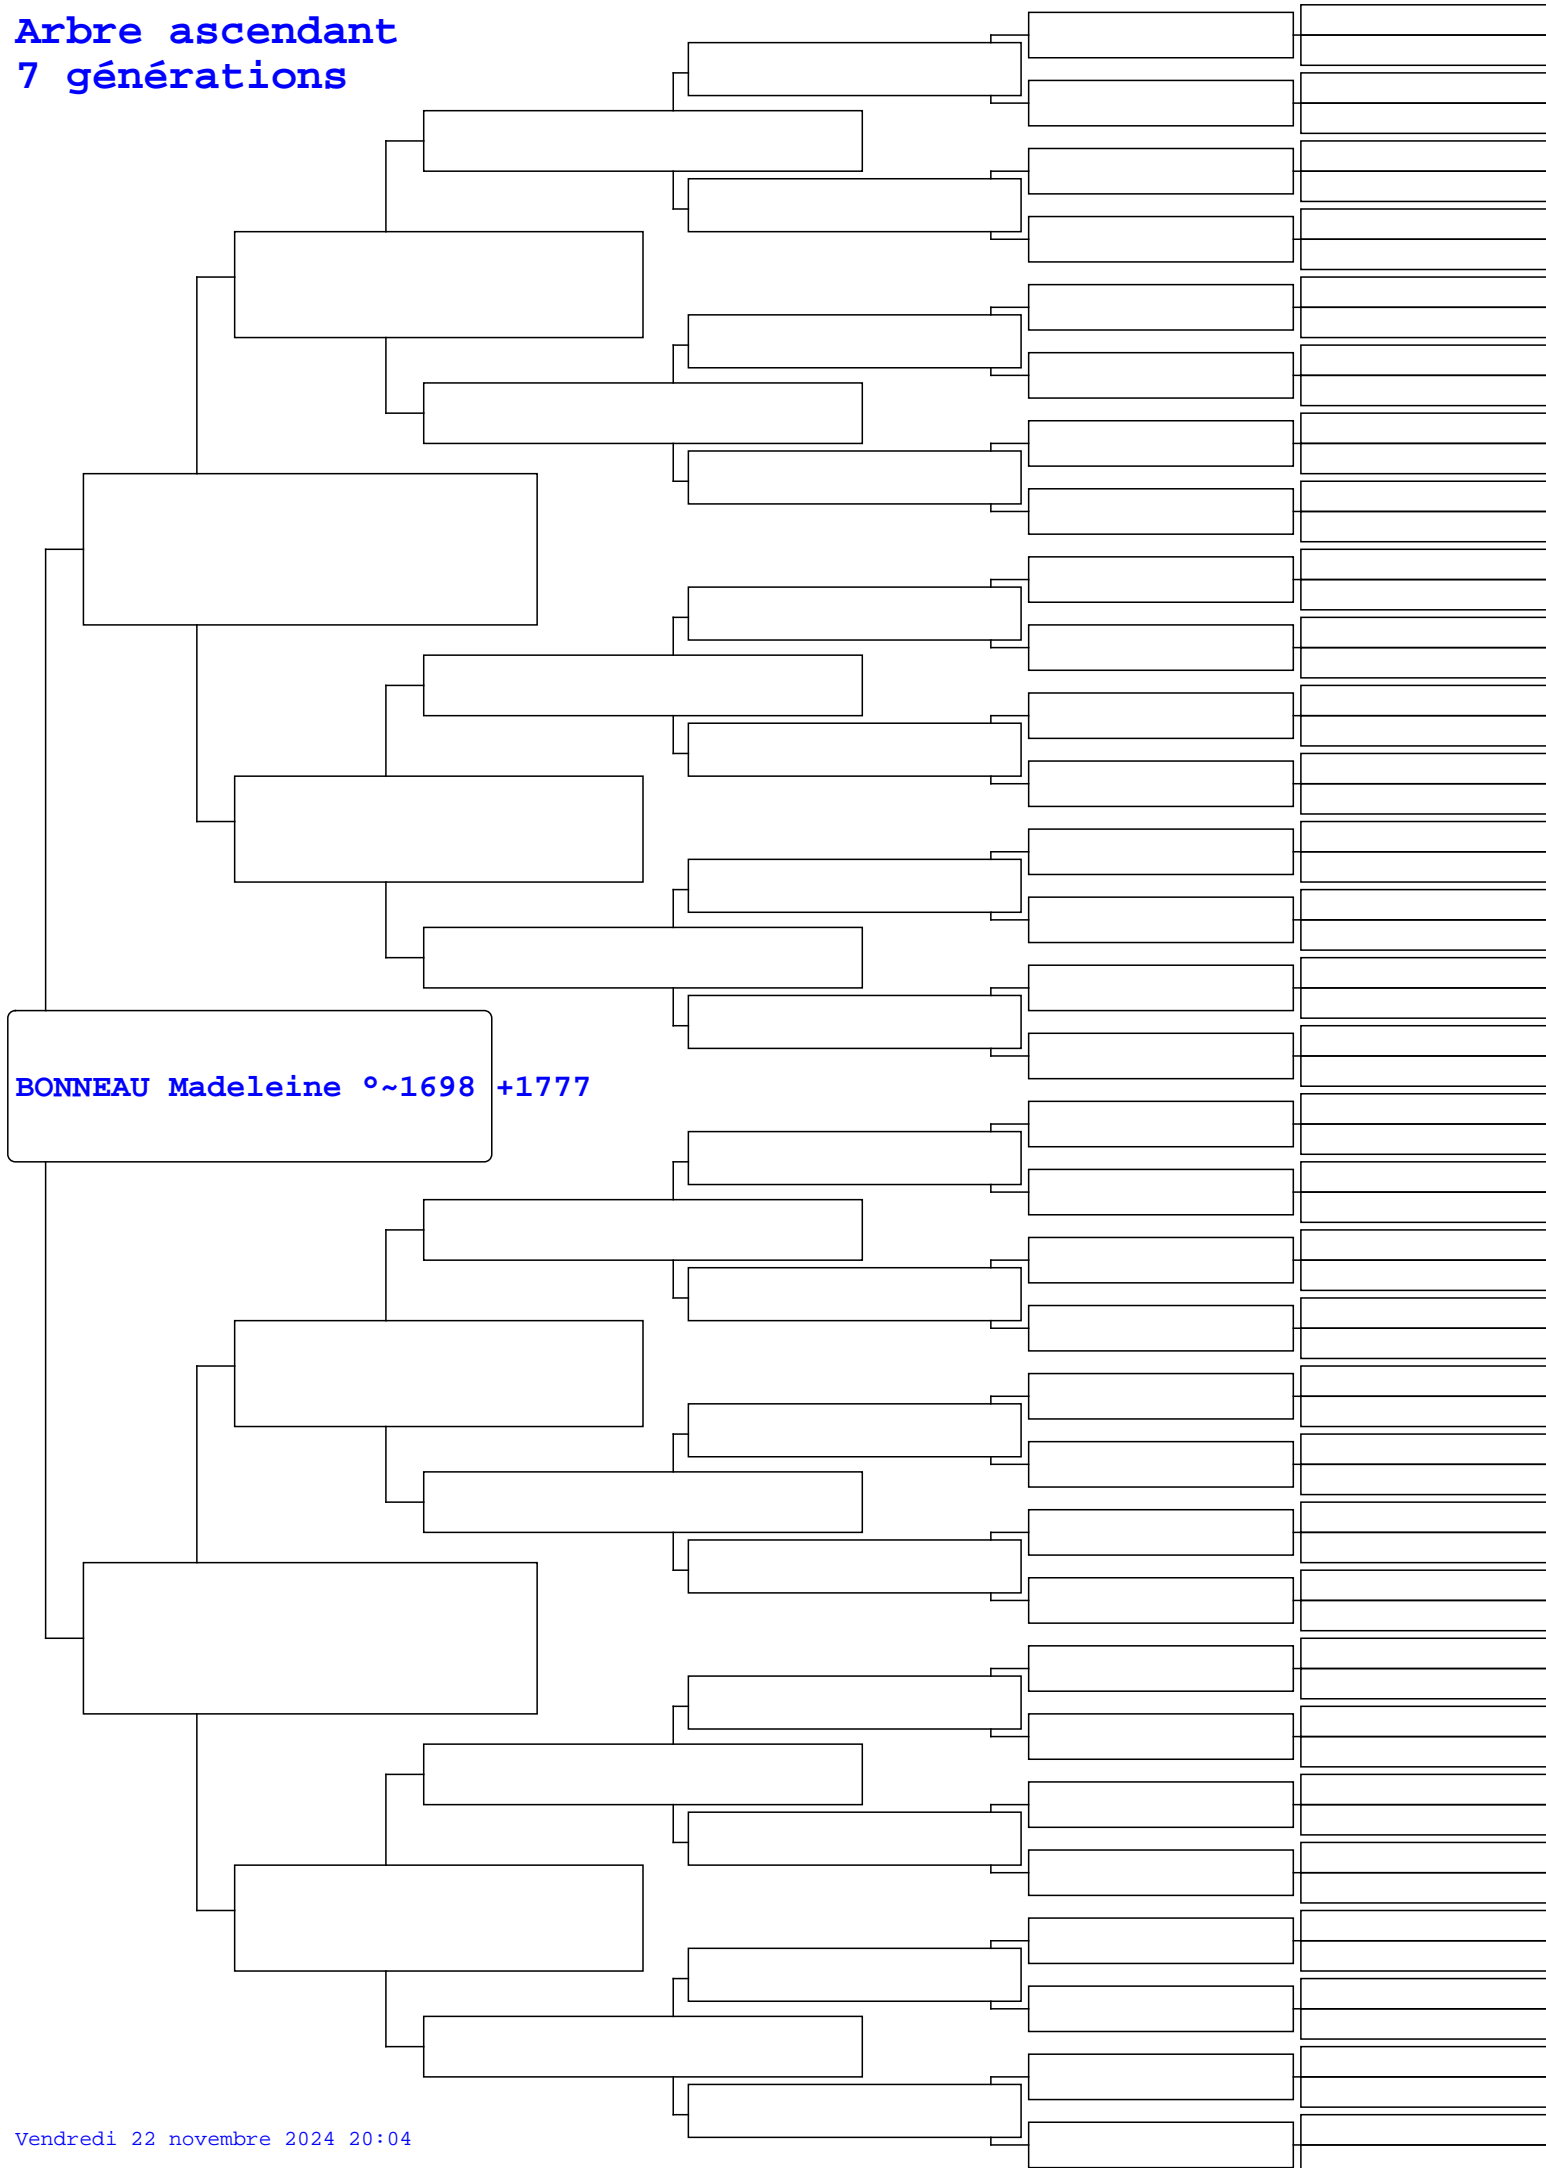 Arbre ascendant
7 générations
BONNEAU Madeleine °~1698 +1777
Vendredi 22 novembre 2024 20:04